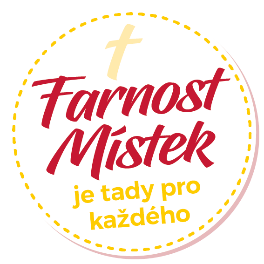 Farnost
Místek
je tady pro
každého